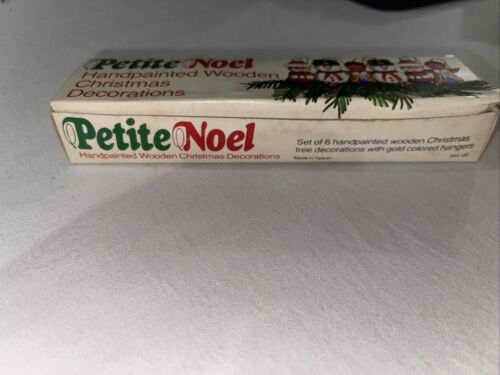 Petite Noel
Handpainted Wooden
Christmas
Decorations
Petite Noel
Handpainted Wooden Christmas Decorations
Set of 6 handpainted wooden Christmas
tree decorations with gold colored hangers
Made in Taiwan